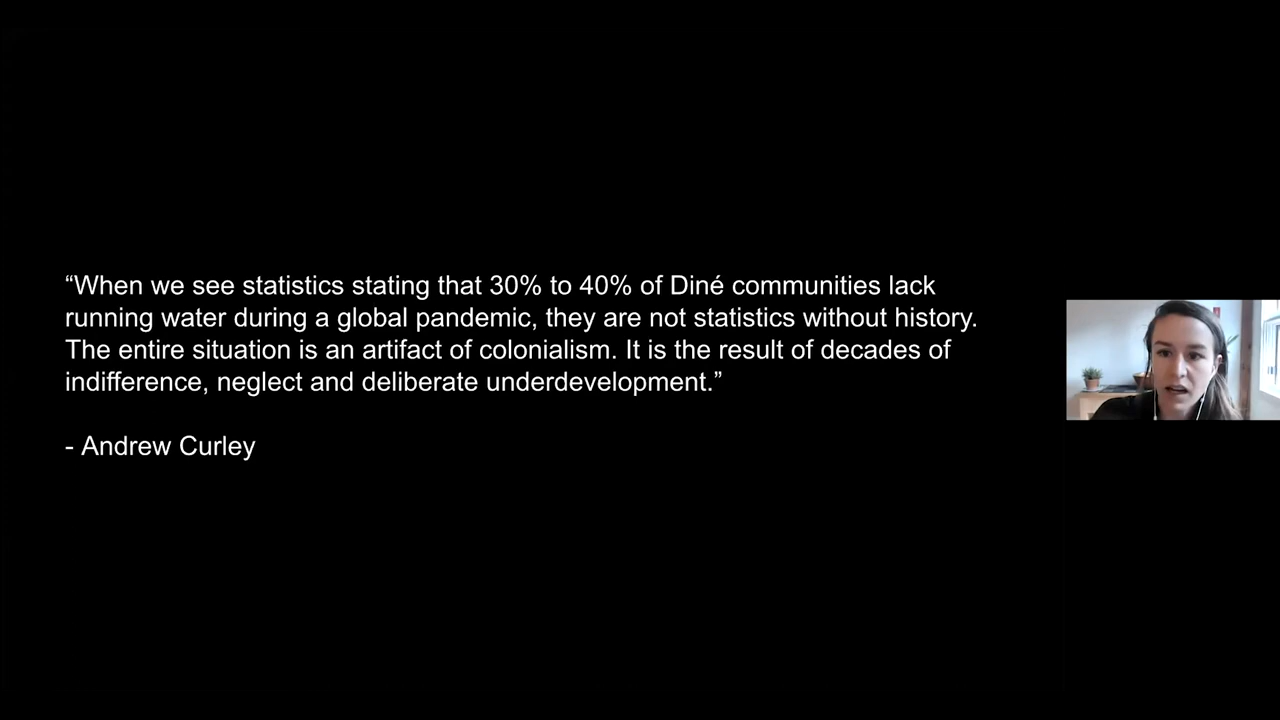 “When we see statistics stating that 30% to 40% of Diné communities lack
running water during a global pandemic, they are not statistics without history.
The entire situation is an artifact of colonialism. It is the result of decades of
indifference, neglect and deliberate underdevelopment.”
- Andrew Curley